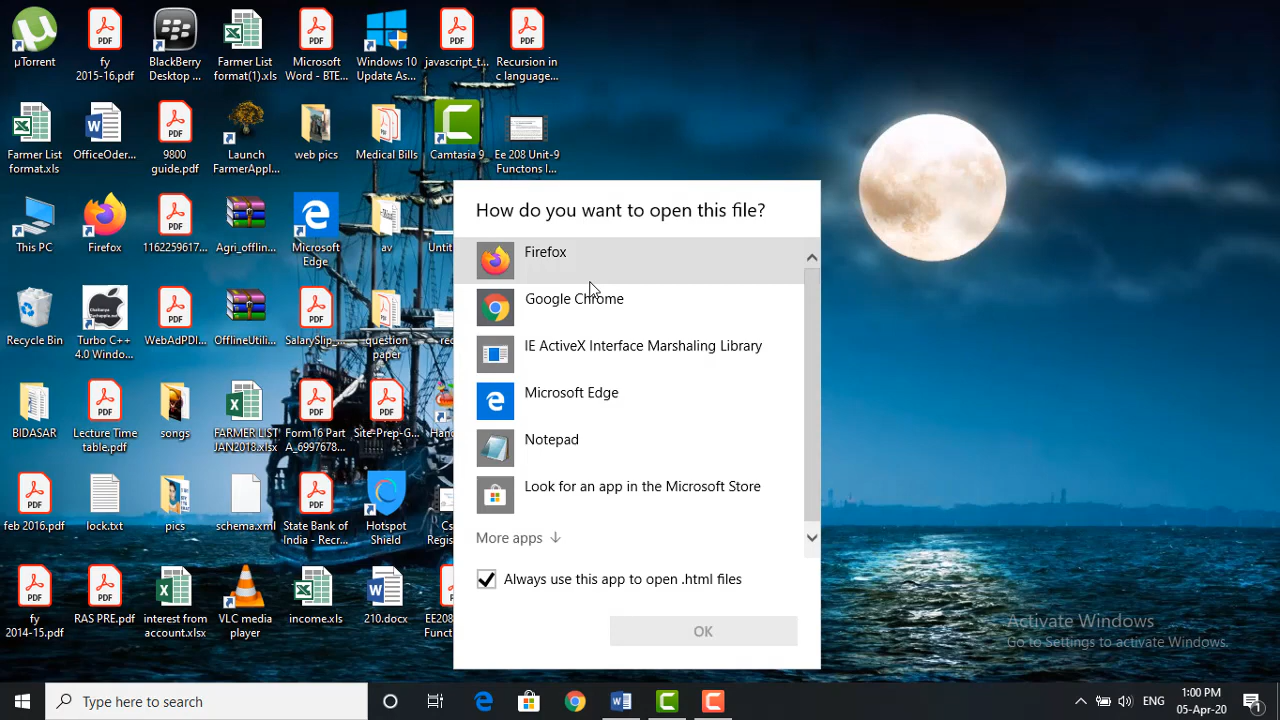 µTorrent
fy
2015-16.pdf
BlackBerry
Desktop ...
Farmer List
format(1).xls
Microsoft
Word - BTE...
Windows 10
Update As...
javascript_t...
Recursion in
c language...
Farmer List
format.xls
OfficeOder...
9800
guide.pdf
Launch
FarmerAppl...
web pics
Medical Bills
Camtasia 9
Ee 208 Unit-9
Functons I...
This PC
Firefox
1162259617...
Agri_offlin...
Microsoft
Edge
av
Unti
Recycle Bin
Turbo C++
4.0 Windo...
WebAdPDI...
OfflineUtili...
SalarySlip_...
question
paper
rec
BIDASAR
Lecture Time
table.pdf
songs
FARMER LIST
JAN2018.xlsx
Form16 Part
A_6997678...
Site-Prep-G...
Hand
feb 2016.pdf
lock.txt
pics
schema.xml
State Bank of
India - Recr...
Hotspot
Shield
Cs
Regis
fy
2014-15.pdf
RAS PRE.pdf
interest from
account.xlsx
VLC media
player
income.xls
210.docx
EE208
Funct
How do you want to open this file?
Firefox
Google Chrome
IE ActiveX Interface Marshaling Library
Microsoft Edge
Notepad
Look for an app in the Microsoft Store
More apps ↓
Always use this app to open .html files
OK
Activate Windows
Go to Settings to activate Windows.
Type here to search
ENG
1:00 PM
05-Apr-20
1